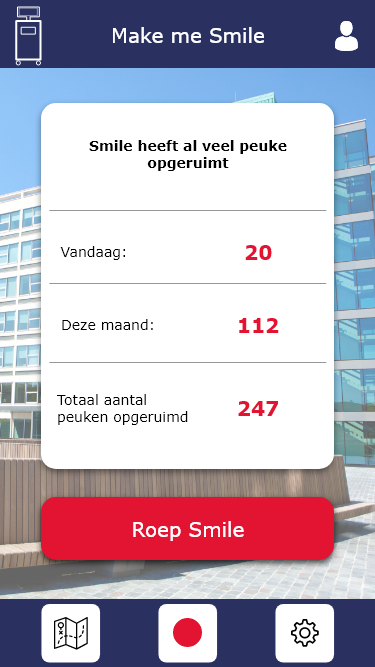 Make me Smile
Smile heeft al veel peuke
opgeruimt
Vandaag:
20
Deze maand:
112
Totaal aantal
peuken opgeruimd
247
Roep Smile